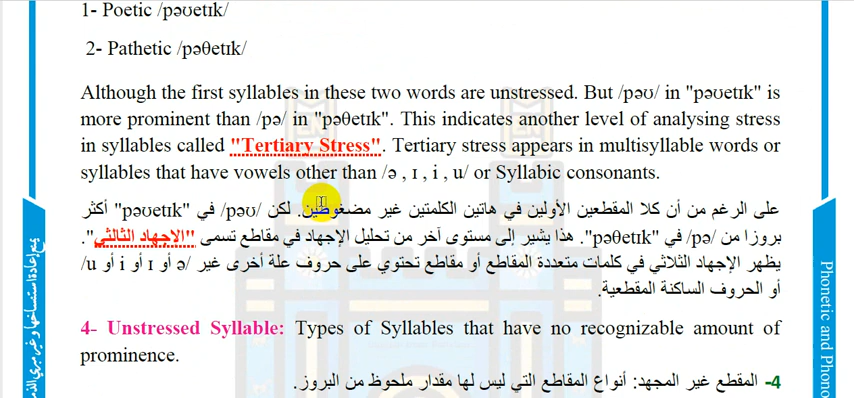 1- Poetic /pəʊetɪk/
2- Pathetic /pəθetɪk/
Although the first syllables in these two words are unstressed. But /pəʊ/ in "pəʊetɪk" is
more prominent than /pə/ in "pəθetɪk". This indicates another level of analysing stress
in syllables called "Tertiary Stress". Tertiary stress appears in multisyllable words or
syllables that have vowels other than /ə , ɪ , i , u/ or Syllabic consonants.
على الرغم من أن كلا المقطعين الأولين في هاتين الكلمتين غير مضغوطين. لكن /pəʊ/ في "pəʊetɪk" أكثر
بروزا من /pə/ في "pəθetɪk". هذا يشير إلى مستوى آخر من تحليل الإجهاد في مقاطع تسمى "الاجهاد الثالثي".
يظهر الإجهاد الثلاثي في كلمات متعددة المقاطع أو مقاطع تحتوي على حروف علة أخرى غير /ə أو ɪ أو i أو u/
أو الحروف الساكنة المقطعية.
4- Unstressed Syllable: Types of Syllables that have no recognizable amount of
prominence.
4- المقطع غير المجهد: أنواع المقاطع التي ليس لها مقدار ملحوظ من البروز.
يمنع إعادة استنساخها وغير مبري الذم
Phonetic and Phono